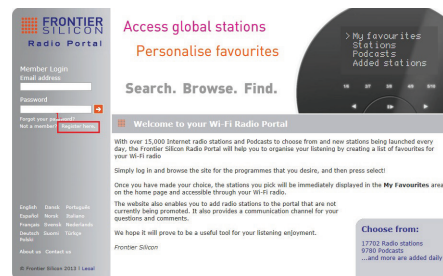 FRONTIER
SILICON
Radio Portal
Member Login
Email address
Password
Forgot your password?
Not a member? Register here.
English Dansk Português
Español Norsk Italiano
Français Svensk Nederlands
Deutsch Suomi Türkçe
Polski
About us Contact us
© Frontier Silicon 2013 | Legal
Access global stations
Personalise favourites
Search. Browse. Find.
>My favourites
Stations
Podcasts
Added stations
Welcome to your Wi-Fi Radio Portal
With over 15,000 Internet radio stations and Podcasts to choose from and new stations being launched every
day, the Frontier Silicon Radio Portal will help you to organise your listening by creating a list of favourites for
your Wi-Fi radio
Simply log in and browse the site for the programmes that you desire, and then press select!
Once you have made your choice, the stations you pick will be immediately displayed in the My Favourites area
on the home page and accessible through your Wi-Fi radio.
The website also enables you to add radio stations to the portal that are not
currently being promoted. It also provides a communication channel for your
questions and comments.
We hope it will prove to be a useful tool for your listening enjoyment.
Frontier Silicon
Choose from:
17702 Radio stations
9780 Podcasts
...and more are added daily